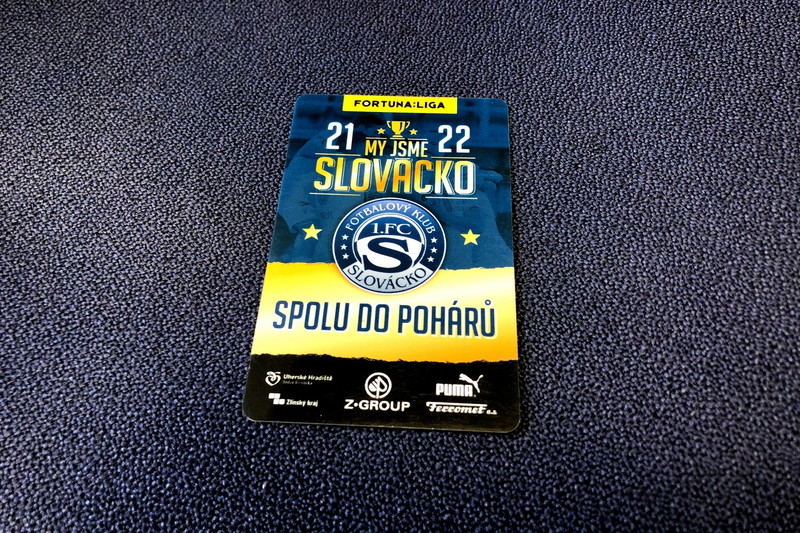 FORTUNA:LIGA
21 22
MY JSME
SLOVÁCKO
FOTBALOVÝ KLUB
1.FC
S
SLOVÁCKO
SPOLU DO POHÁRŮ
Uherské Hradiště
Zlínský kraj
Z·GROUP
PUMA
Ferromet a.s.